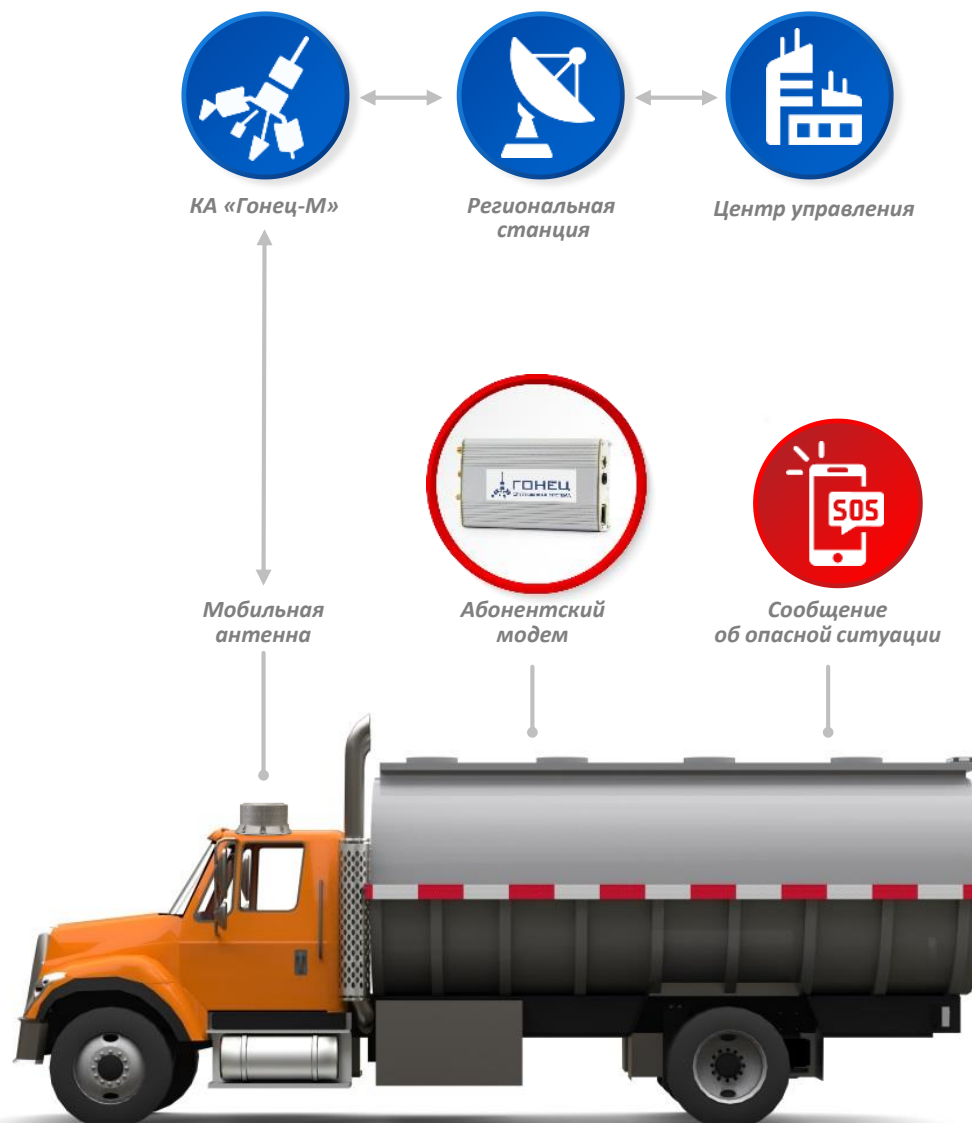 КА «Гонец-М»
Региональная
станция
Центр управления
ГОНЕЦ
SOS
Мобильная
антенна
Абонентский
модем
Сообщение
об опасной ситуации